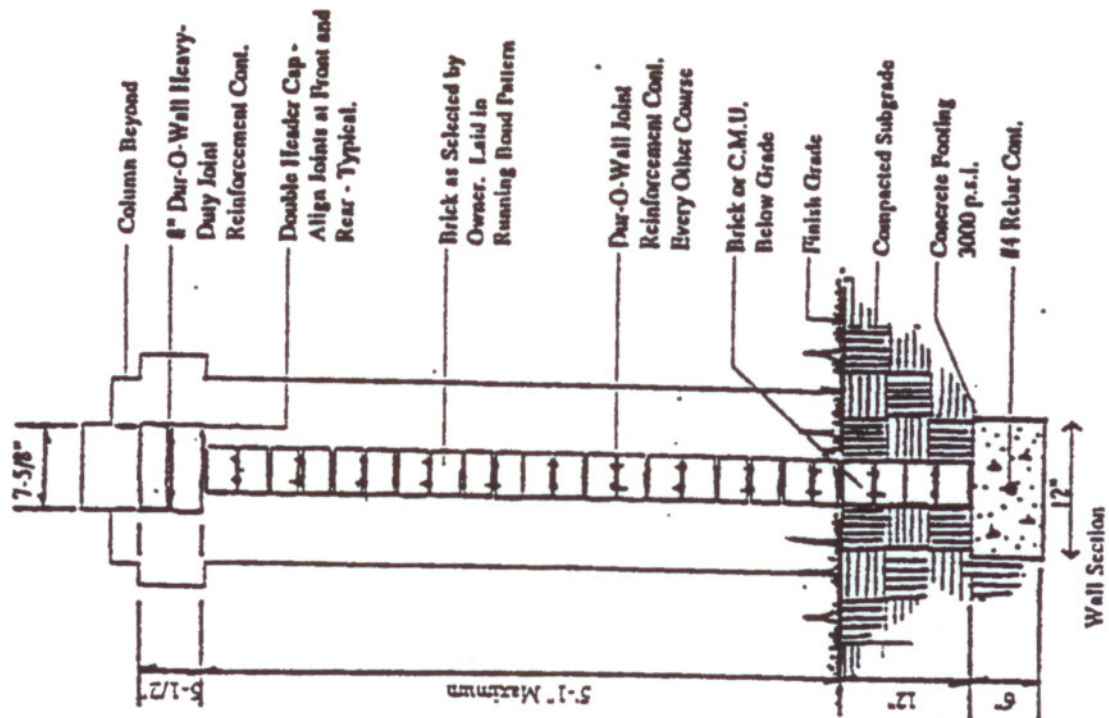 7-5/8"
Column Beyond
8" Dur-O-Wall Heavy-
Duty Joint
Reinforcement Cont.
Double Header Cap -
Align Joints at Front and
Rear - Typical.
Brick as Selected by
Owner. Laid in
Running Bond Pattern
Dur-O-Wall Joint
Reinforcement Cont.
Every Other Course
Brick or C.M.U.
Below Grade
Finish Grade
Compacted Subgrade
Concrete Footing
3000 p.s.i.
#4 Rebar Cont.
5-1/2"
5'-1" Maximum
12"
6"
12"
Wall Section